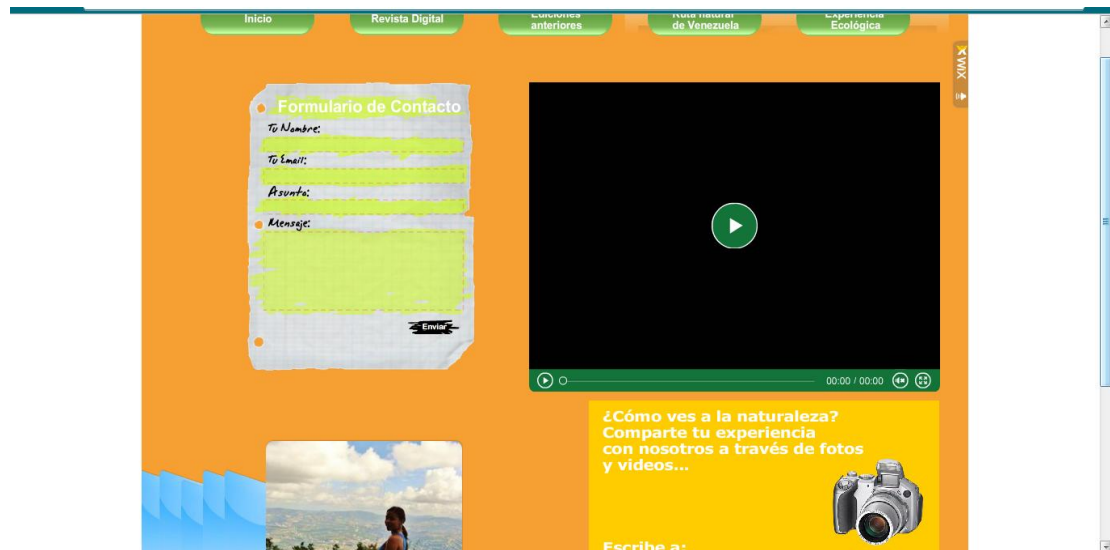 Inicio
Revista Digital
Ediciones
anteriores
Ruta natural
de Venezuela
Experiencia
Ecológica
WiX
Formulario de Contacto
Tu Nombre:
Tu Email:
Asunto:
Mensaje:
Enviar
00:00 / 00:00
¿Cómo ves a la naturaleza?
Comparte tu experiencia
con nosotros a través de fotos
y videos...
Escribe a: